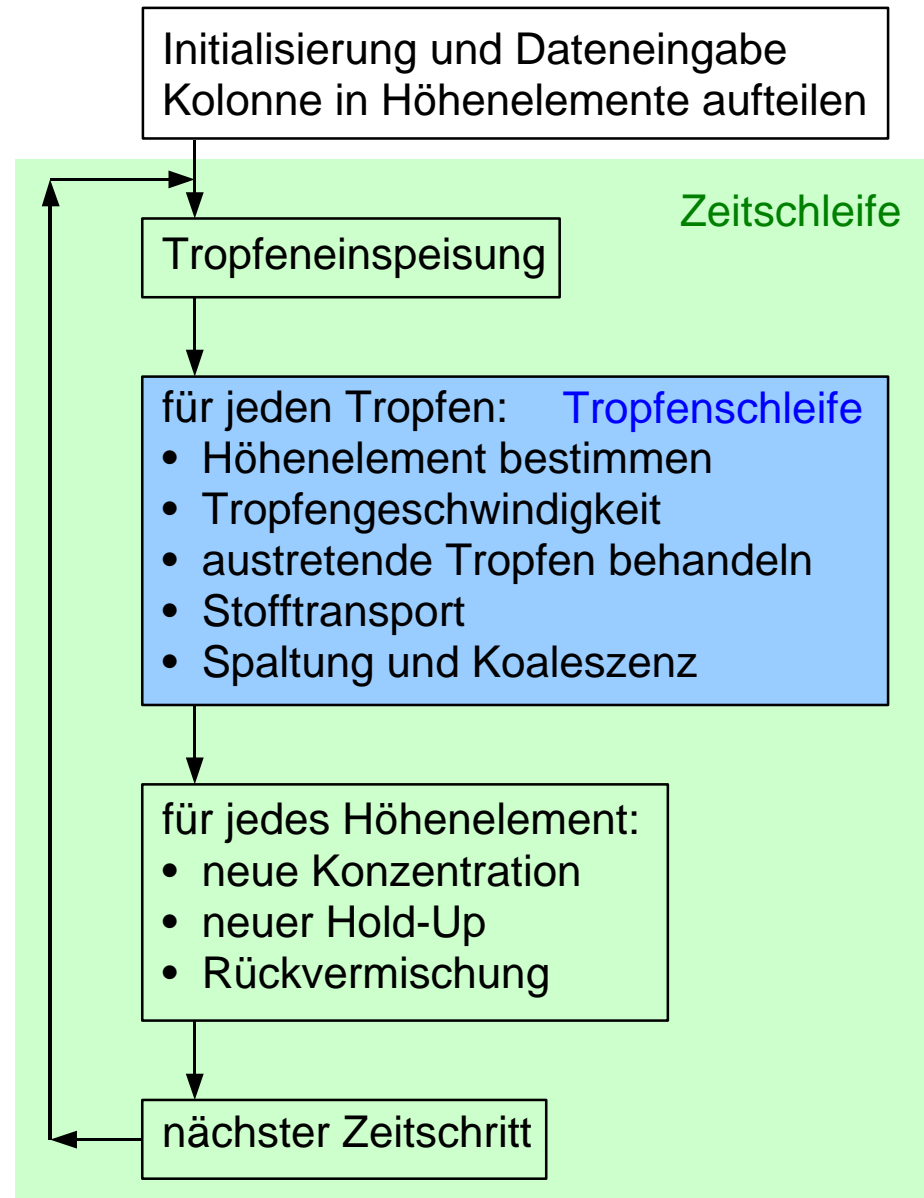 Initialisierung und Dateneingabe
Kolonne in Höhenelemente aufteilen
Zeitschleife
Tropfeneinspeisung
für jeden Tropfen: Tropfenschleife
• Höhenelement bestimmen
• Tropfengeschwindigkeit
• austretende Tropfen behandeln
• Stofftransport
• Spaltung und Koaleszenz
für jedes Höhenelement:
• neue Konzentration
• neuer Hold-Up
• Rückvermischung
nächster Zeitschritt